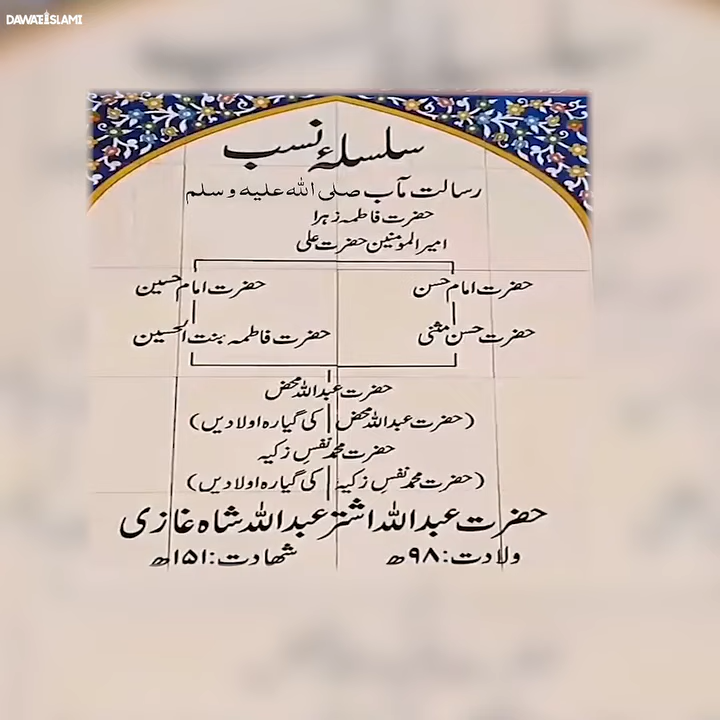 DAWATEISLAMI
سلسلۂ نسب
رسالت مآب صلی اللہ علیہ وسلم
حضرت فاطمہ زہرا
امیر المومنین حضرت علی
حضرت امام حسن حضرت امام حسین
حضرت حسن مثنی حضرت فاطمہ بنت الحسین
حضرت عبداللہ محض
(حضرت عبداللہ محض کی گیارہ اولادیں)
حضرت محمد نفس زکیہ
(حضرت محمد نفسِ زکیہ کی گیارہ اولادیں)
حضرت عبداللہ اشتر عبداللہ شاہ غازی
ولادت: ۹۸ھ شھادت: ۱۵۱ھ